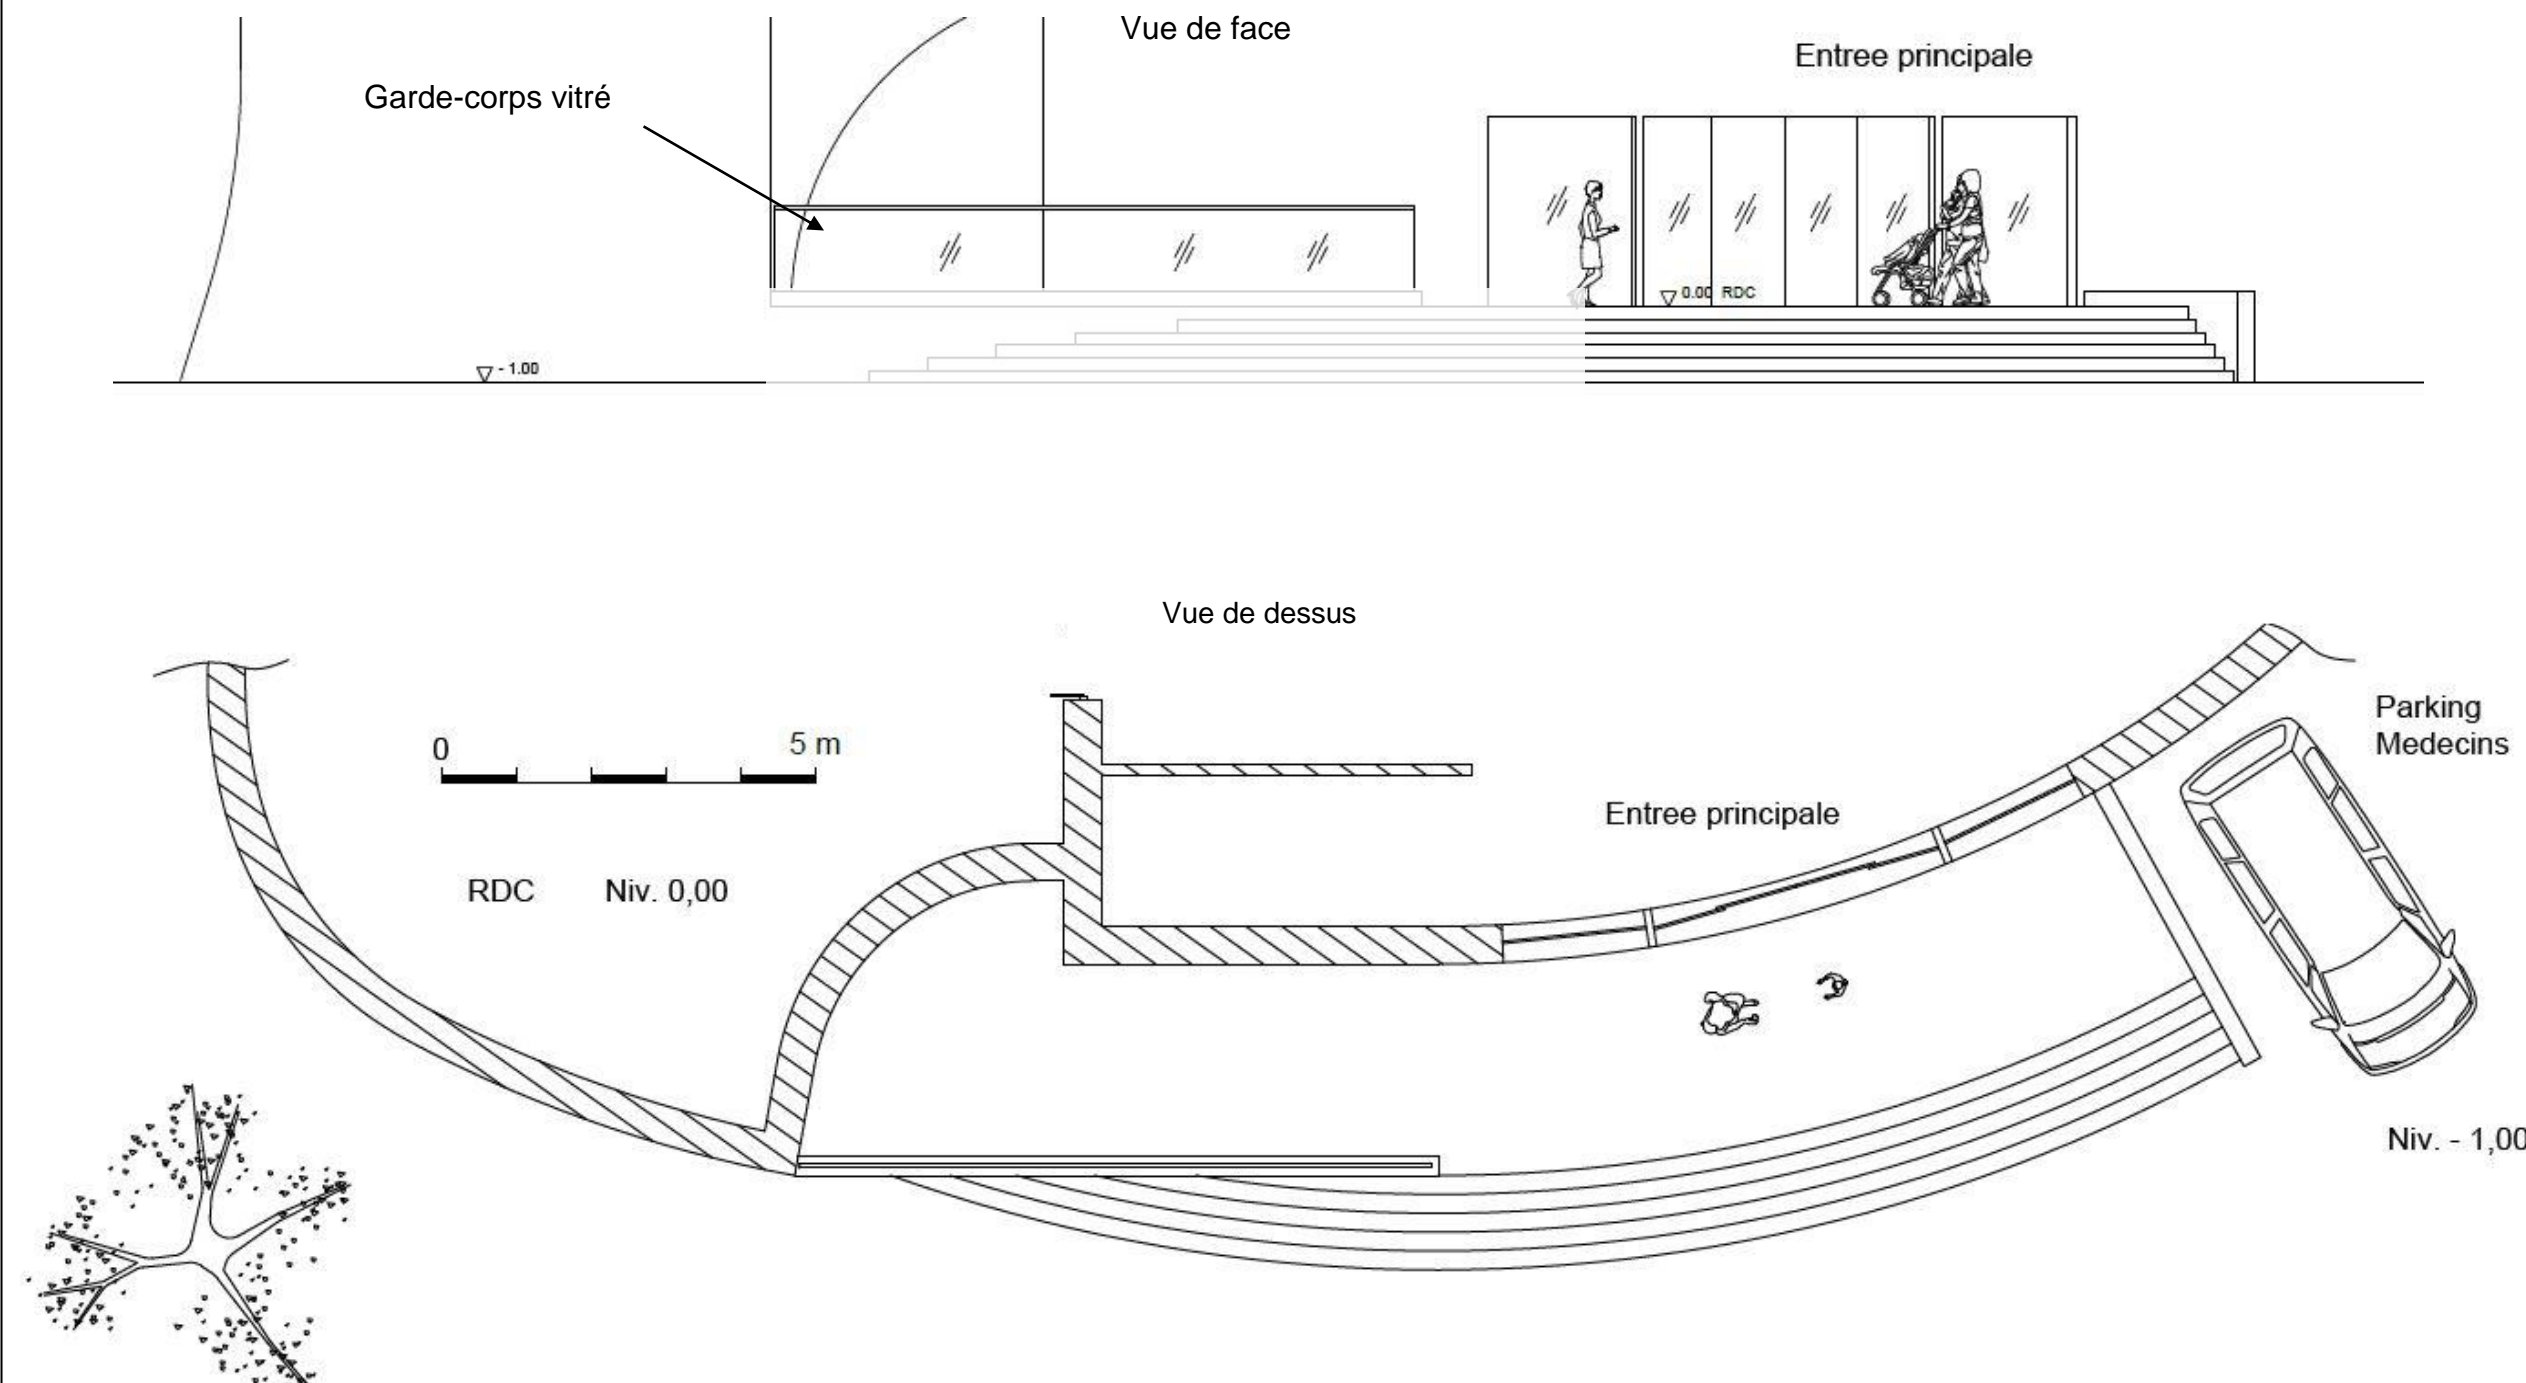 Vue de face
Entree principale
Garde-corps vitré
0.00 RDC
- 1.00
Vue de dessus
Parking
Medecins
0
5 m
Entree principale
RDC Niv. 0,00
Niv. - 1,00